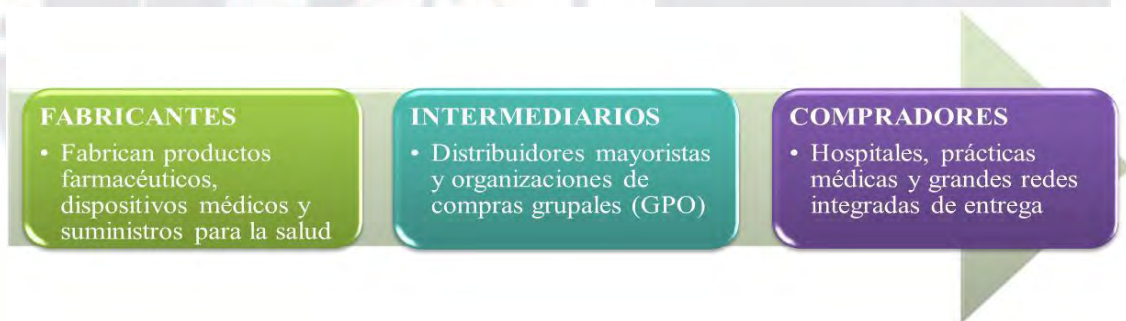 FABRICANTES
• Fabrican productos
farmacéuticos,
dispositivos médicos y
suministros para la salud
INTERMEDIARIOS
• Distribuidores mayoristas
y organizaciones de
compras grupales (GPO)
COMPRADORES
• Hospitales, prácticas
médicas y grandes redes
integradas de entrega